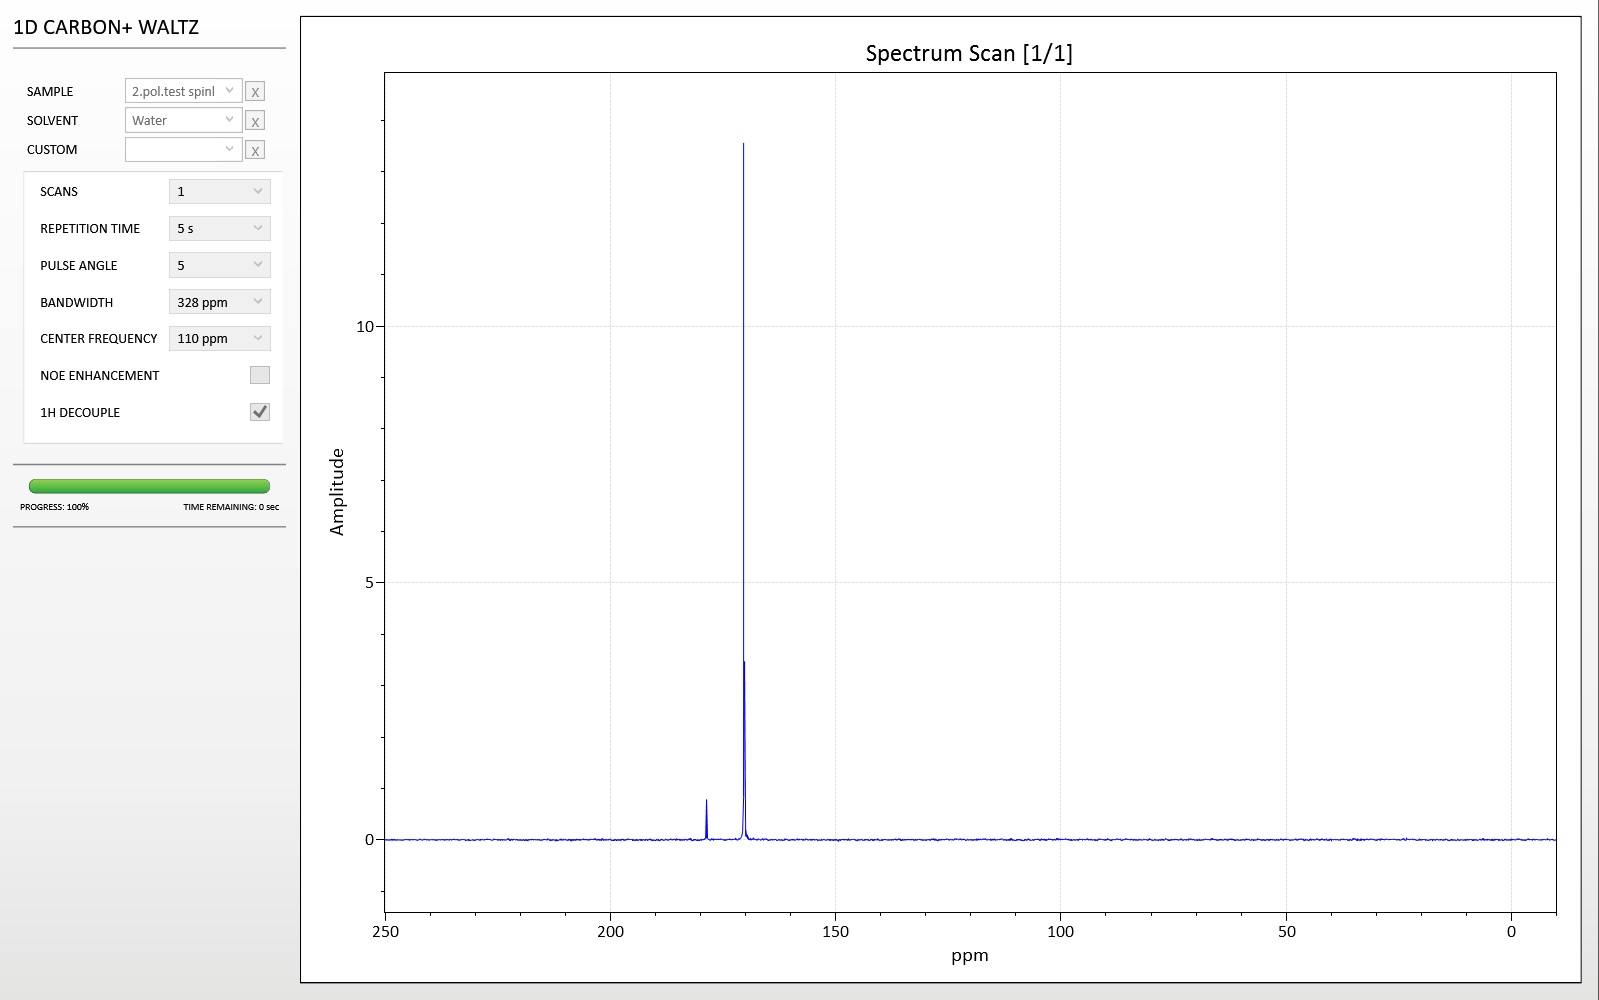 1D CARBON+ WALTZ
SAMPLE 2.pol.test spinl X
SOLVENT Water X
CUSTOM X
SCANS 1
REPETITION TIME 5 s
PULSE ANGLE 5
BANDWIDTH 328 ppm
CENTER FREQUENCY 110 ppm
NOE ENHANCEMENT
1H DECOUPLE
PROGRESS: 100% TIME REMAINING: 0 sec
Spectrum Scan [1/1]
Amplitude
10
5
0
250 200 150 100 50 0
ppm